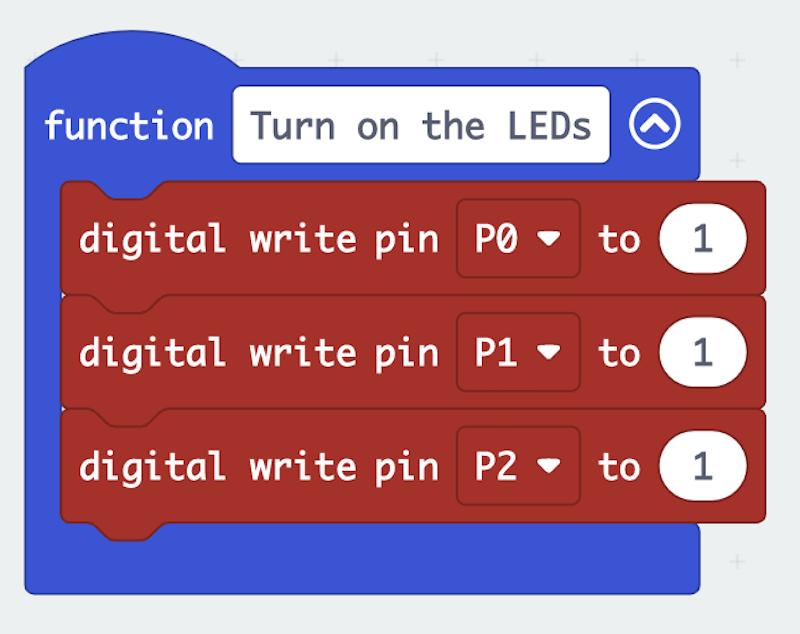 function Turn on the LEDs
digital write pin P0 to 1
digital write pin P1 to 1
digital write pin P2 to 1